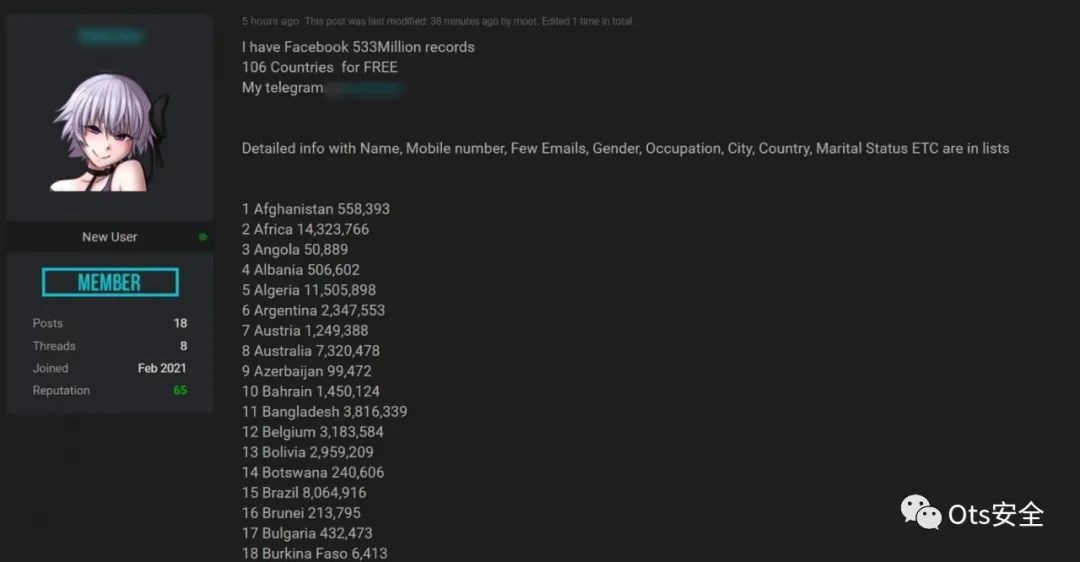 5 hours ago This post was last modified: 38 minutes ago by moot. Edited 1 time in total.
I have Facebook 533Million records
106 Countries for FREE
My telegram
Detailed info with Name, Mobile number, Few Emails, Gender, Occupation, City, Country, Marital Status ETC are in lists
1 Afghanistan 558,393
2 Africa 14,323,766
3 Angola 50,889
4 Albania 506,602
5 Algeria 11,505,898
6 Argentina 2,347,553
7 Austria 1,249,388
8 Australia 7,320,478
9 Azerbaijan 99,472
10 Bahrain 1,450,124
11 Bangladesh 3,816,339
12 Belgium 3,183,584
13 Bolivia 2,959,209
14 Botswana 240,606
15 Brazil 8,064,916
16 Brunei 213,795
17 Bulgaria 432,473
18 Burkina Faso 6,413
New User
MEMBER
Posts 18
Threads 8
Joined Feb 2021
Reputation 65
Ots安全